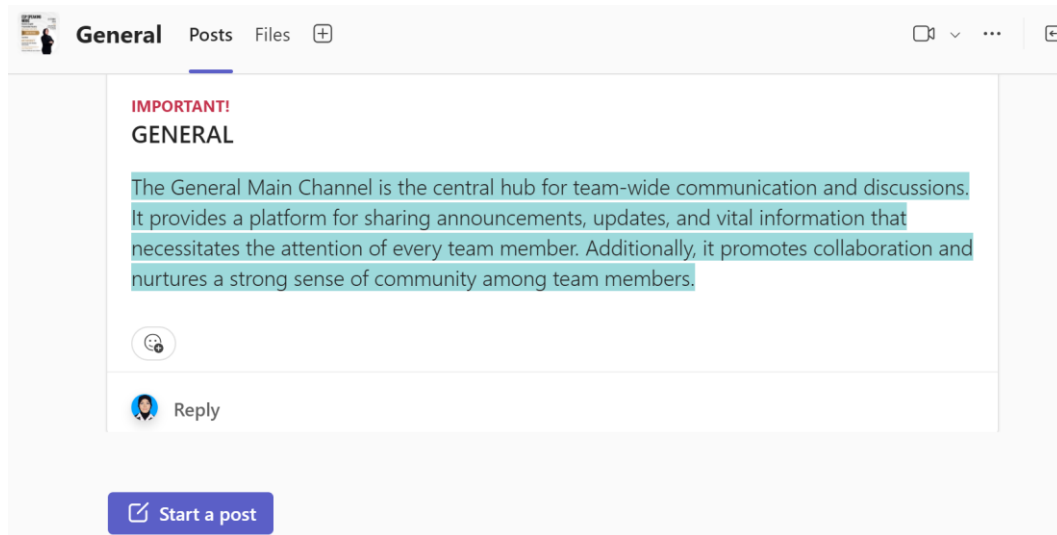 General Posts Files
IMPORTANT!
GENERAL
The General Main Channel is the central hub for team-wide communication and discussions.
It provides a platform for sharing announcements, updates, and vital information that
necessitates the attention of every team member. Additionally, it promotes collaboration and
nurtures a strong sense of community among team members.
Reply
Start a post